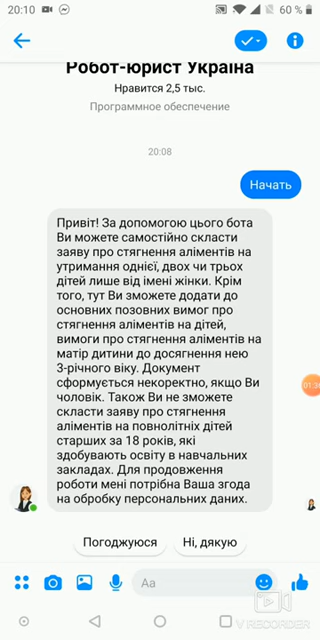 20:10
60 %
Робот-юрист Україна
Нравится 2,5 тыс.
Программное обеспечение
20:08
Начать
Привіт! За допомогою цього бота
Ви можете самостійно скласти
заяву про стягнення аліментів на
утримання однієї, двох чи трьох
дітей лише від імені жінки. Крім
того, тут Ви зможете додати до
основних позовних вимог про
стягнення аліментів на дітей,
вимоги про стягнення аліментів на
матір дитини до досягнення нею
3-річного віку. Документ
сформується некоректно, якщо Ви
чоловік. Також Ви не зможете
скласти заяву про стягнення
аліментів на повнолітніх дітей
старших за 18 років, які
здобувають освіту в навчальних
закладах. Для продовження
роботи мені потрібна Ваша згода
на обробку персональних даних.
Погоджуюся
Ні, дякую
Aa
V RECORDER